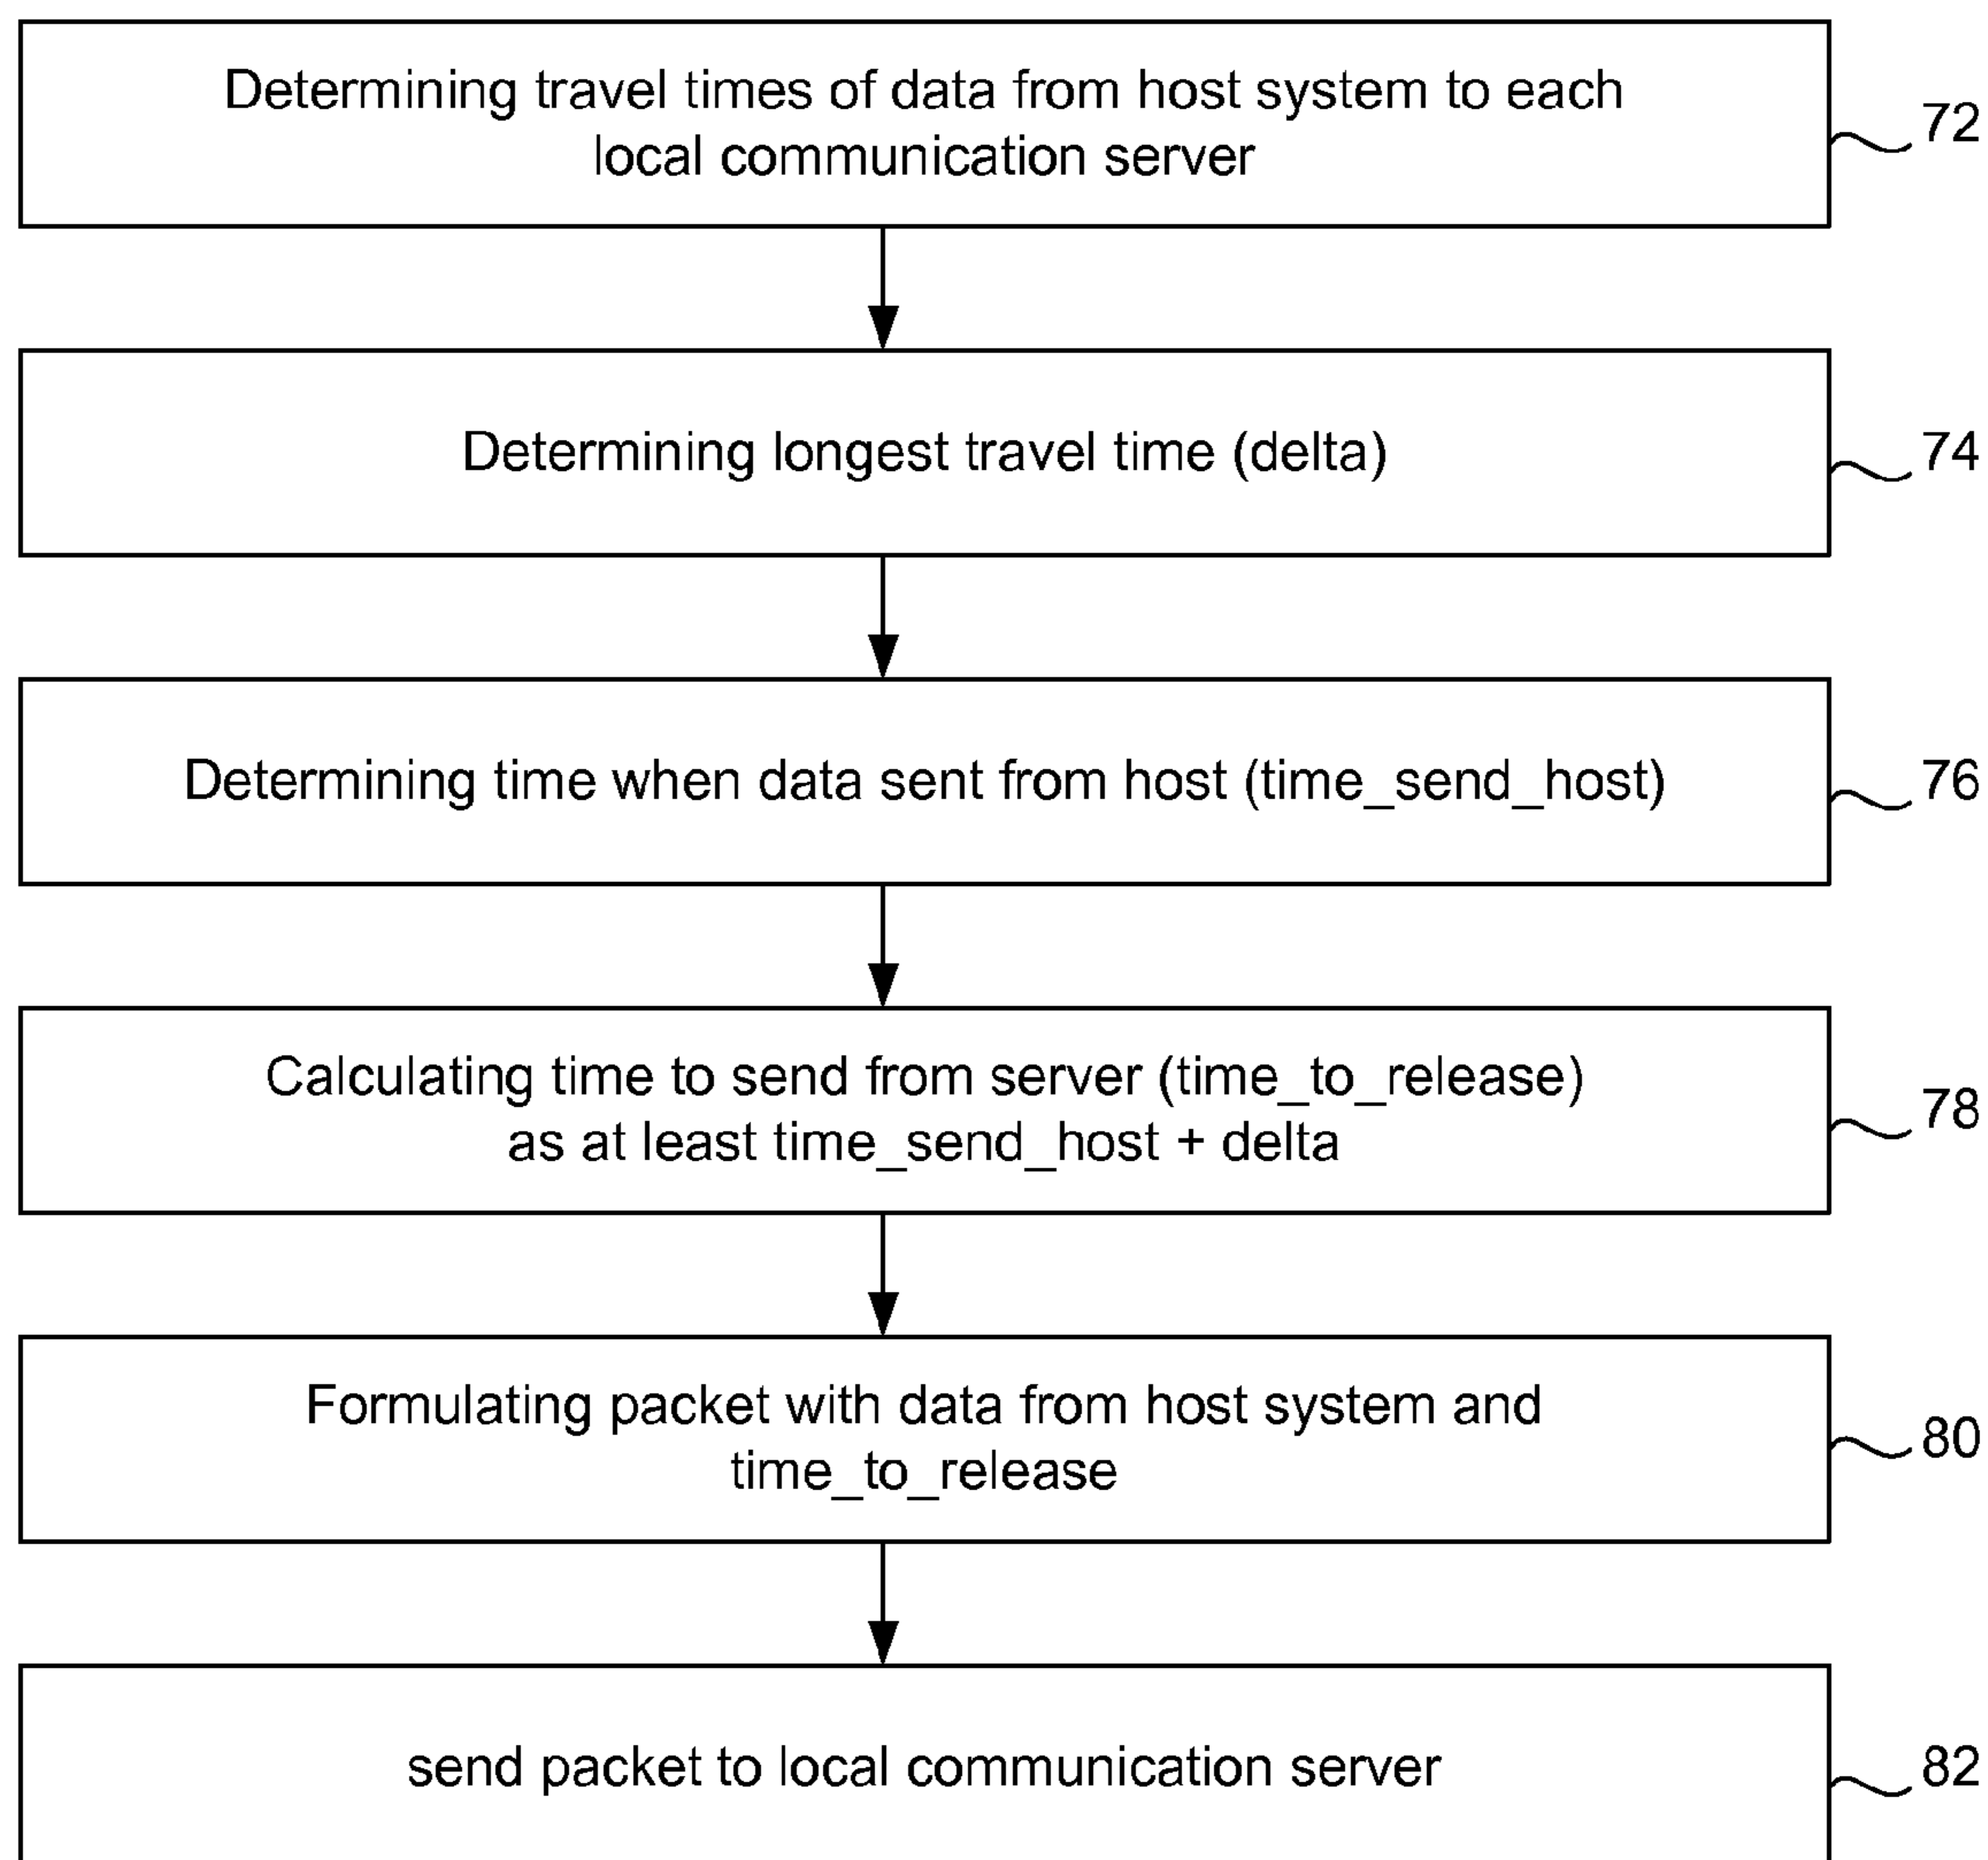 Determining travel times of data from host system to each
local communication server
72
Determining longest travel time (delta)
74
Determining time when data sent from host (time_send_host)
76
Calculating time to send from server (time_to_release)
as at least time_send_host + delta
78
Formulating packet with data from host system and
time_to_release
80
send packet to local communication server
82